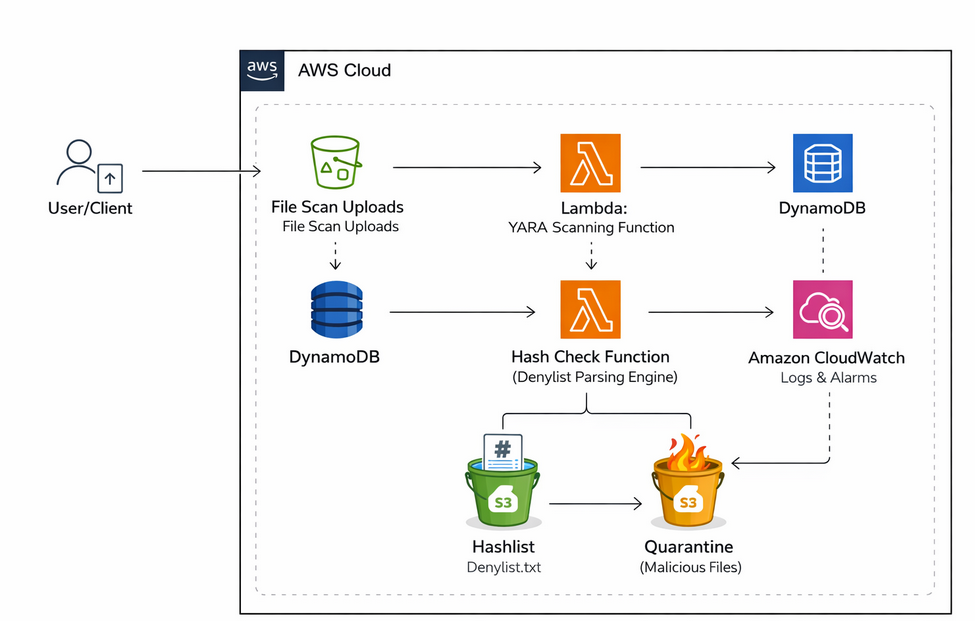 aws
AWS Cloud
User/Client
File Scan Uploads
File Scan Uploads
Lambda:
YARA Scanning Function
DynamoDB
DynamoDB
Hash Check Function
(Denylist Parsing Engine)
Amazon CloudWatch
Logs & Alarms
#
S3
S3
Hashlist
Denylist.txt
Quarantine
(Malicious Files)